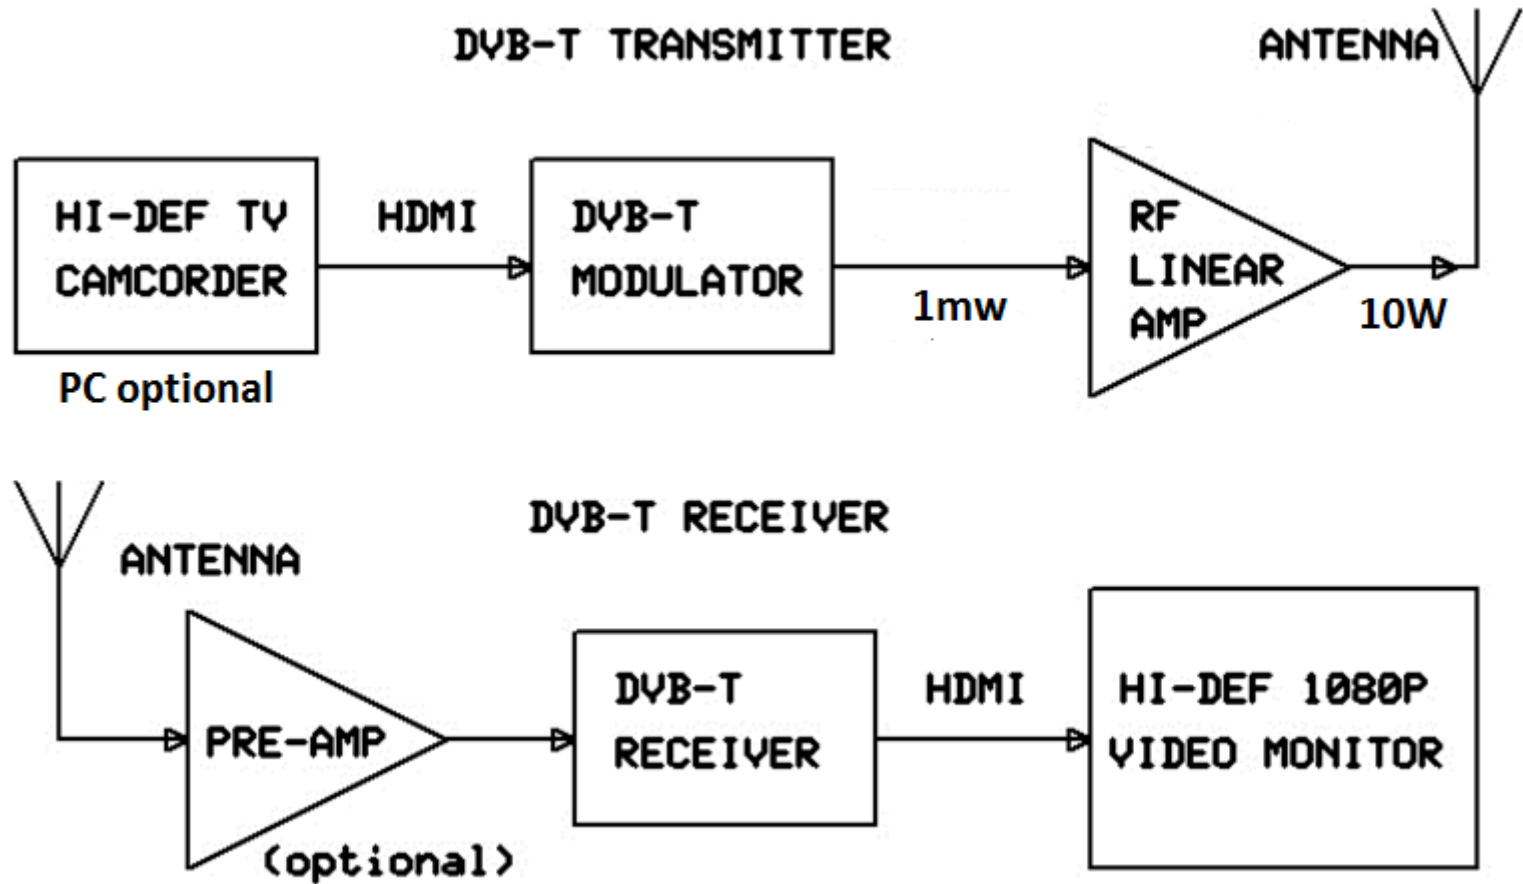 DVB-T TRANSMITTER
ANTENNA
HI-DEF TV
CAMCORDER
HDMI
DVB-T
MODULATOR
1mw
RF
LINEAR
AMP
10W
PC optional
DVB-T RECEIVER
ANTENNA
PRE-AMP
(optional)
DVB-T
RECEIVER
HDMI
HI-DEF 1080P
VIDEO MONITOR